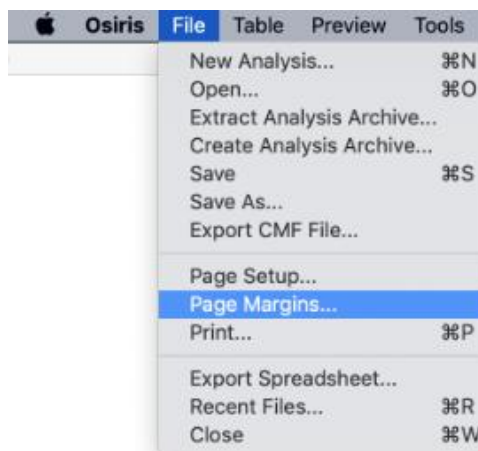 Osiris File Table Preview Tools
New Analysis... ⌘N
Open... ⌘O
Extract Analysis Archive...
Create Analysis Archive...
Save ⌘S
Save As...
Export CMF File...
Page Setup...
Page Margins...
Print... ⌘P
Export Spreadsheet...
Recent Files... ⌘R
Close ⌘W